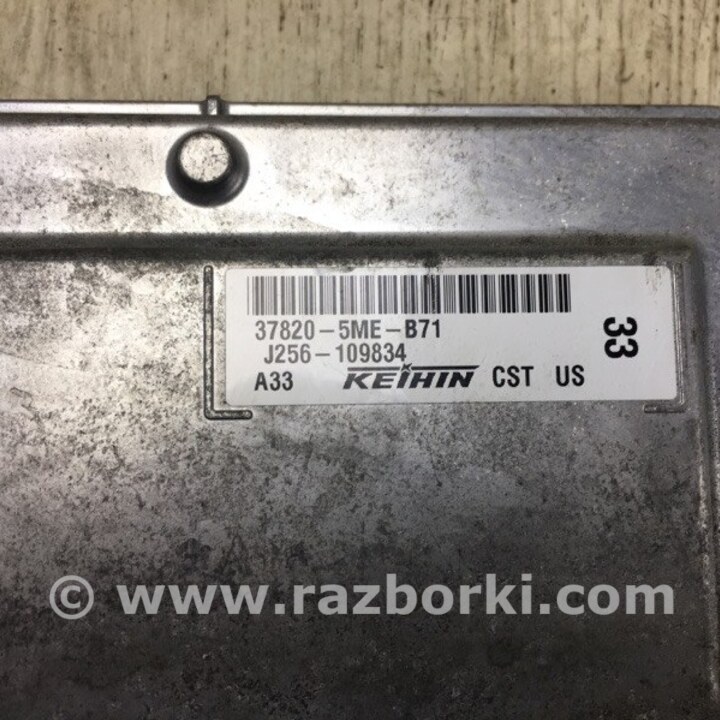 37820-5ME-B71
J256-109834
A33 KEIHIN CST US
33
© www.razborki.com